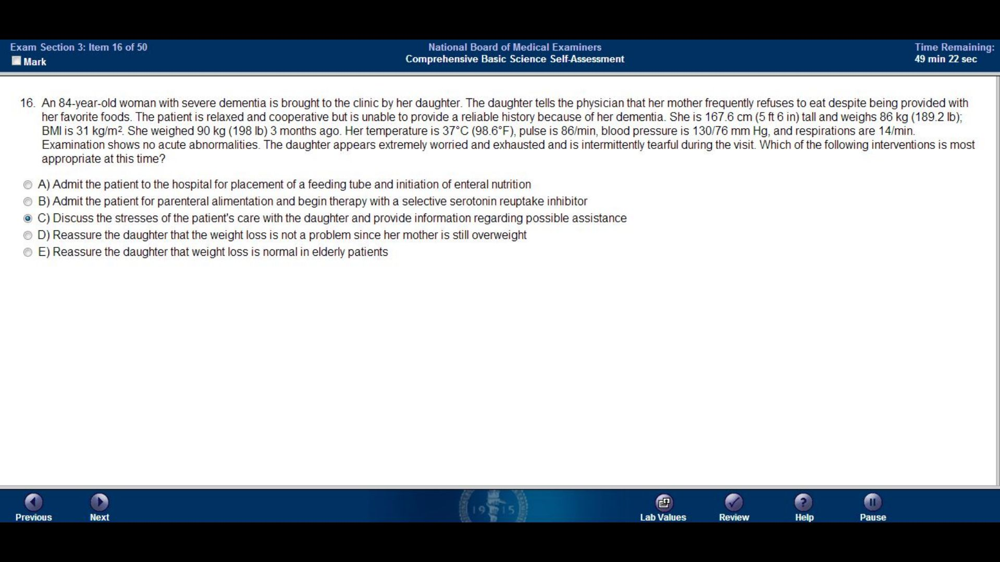 Exam Section 3: Item 16 of 50
National Board of Medical Examiners
Time Remaining:
Mark
Comprehensive Basic Science Self-Assessment
49 min 22 sec
16. An 84-year-old woman with severe dementia is brought to the clinic by her daughter. The daughter tells the physician that her mother frequently refuses to eat despite being provided with
her favorite foods. The patient is relaxed and cooperative but is unable to provide a reliable history because of her dementia. She is 167.6 cm (5 ft 6 in) tall and weighs 86 kg (189.2 lb);
BMI is 31 kg/m². She weighed 90 kg (198 lb) 3 months ago. Her temperature is 37°C (98.6°F), pulse is 86/min, blood pressure is 130/76 mm Hg, and respirations are 14/min.
Examination shows no acute abnormalities. The daughter appears extremely worried and exhausted and is intermittently tearful during the visit. Which of the following interventions is most
appropriate at this time?
A) Admit the patient to the hospital for placement of a feeding tube and initiation of enteral nutrition
B) Admit the patient for parenteral alimentation and begin therapy with a selective serotonin reuptake inhibitor
C) Discuss the stresses of the patient's care with the daughter and provide information regarding possible assistance
D) Reassure the daughter that the weight loss is not a problem since her mother is still overweight
E) Reassure the daughter that weight loss is normal in elderly patients
1915
Previous
Next
Lab Values
Review
Help
Pause